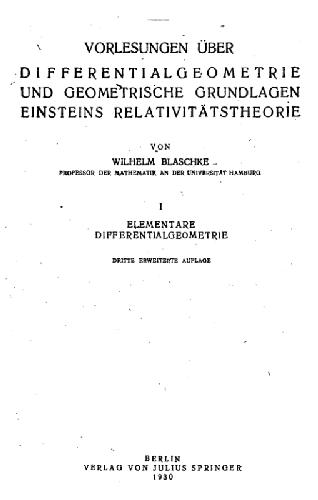 VORLESUNGEN ÜBER
DIFFERENTIALGEOMETRIE
UND GEOMETRISCHE GRUNDLAGEN
EINSTEINS RELATIVITÄTSTHEORIE
VON
WILHELM BLASCHKE
PROFESSOR DER MATHEMATIK AN DER UNIVERSITÄT HAMBURG
I
ELEMENTARE
DIFFERENTIALGEOMETRIE
DRITTE ERWEITERTE AUFLAGE
BERLIN
VERLAG VON JULIUS SPRINGER
1930